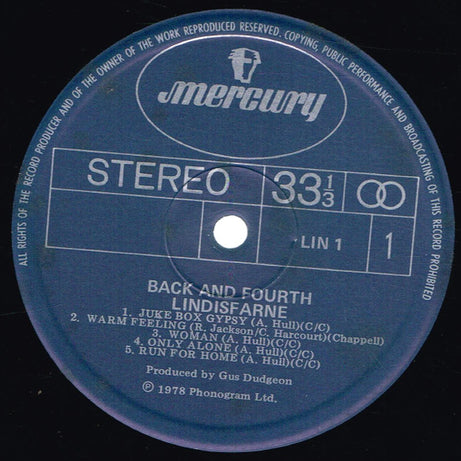 ALL RIGHTS OF THE RECORD PRODUCER AND OF THE OWNER OF THE WORK REPRODUCED RESERVED. COPYING, PUBLIC PERFORMANCE AND BROADCASTING OF THIS RECORD PROHIBITED
mercury
STEREO 33 1/3
LIN 1 1
BACK AND FOURTH
LINDISFARNE
1. JUKE BOX GYPSY (A. Hull)(C/C)
2. WARM FEELING (R. Jackson/C. Harcourt)(Chappell)
3. WOMAN (A. Hull)(C/C)
4. ONLY ALONE (A. Hull)(C/C)
5. RUN FOR HOME (A. Hull)(C/C)
Produced by Gus Dudgeon
℗ 1978 Phonogram Ltd.